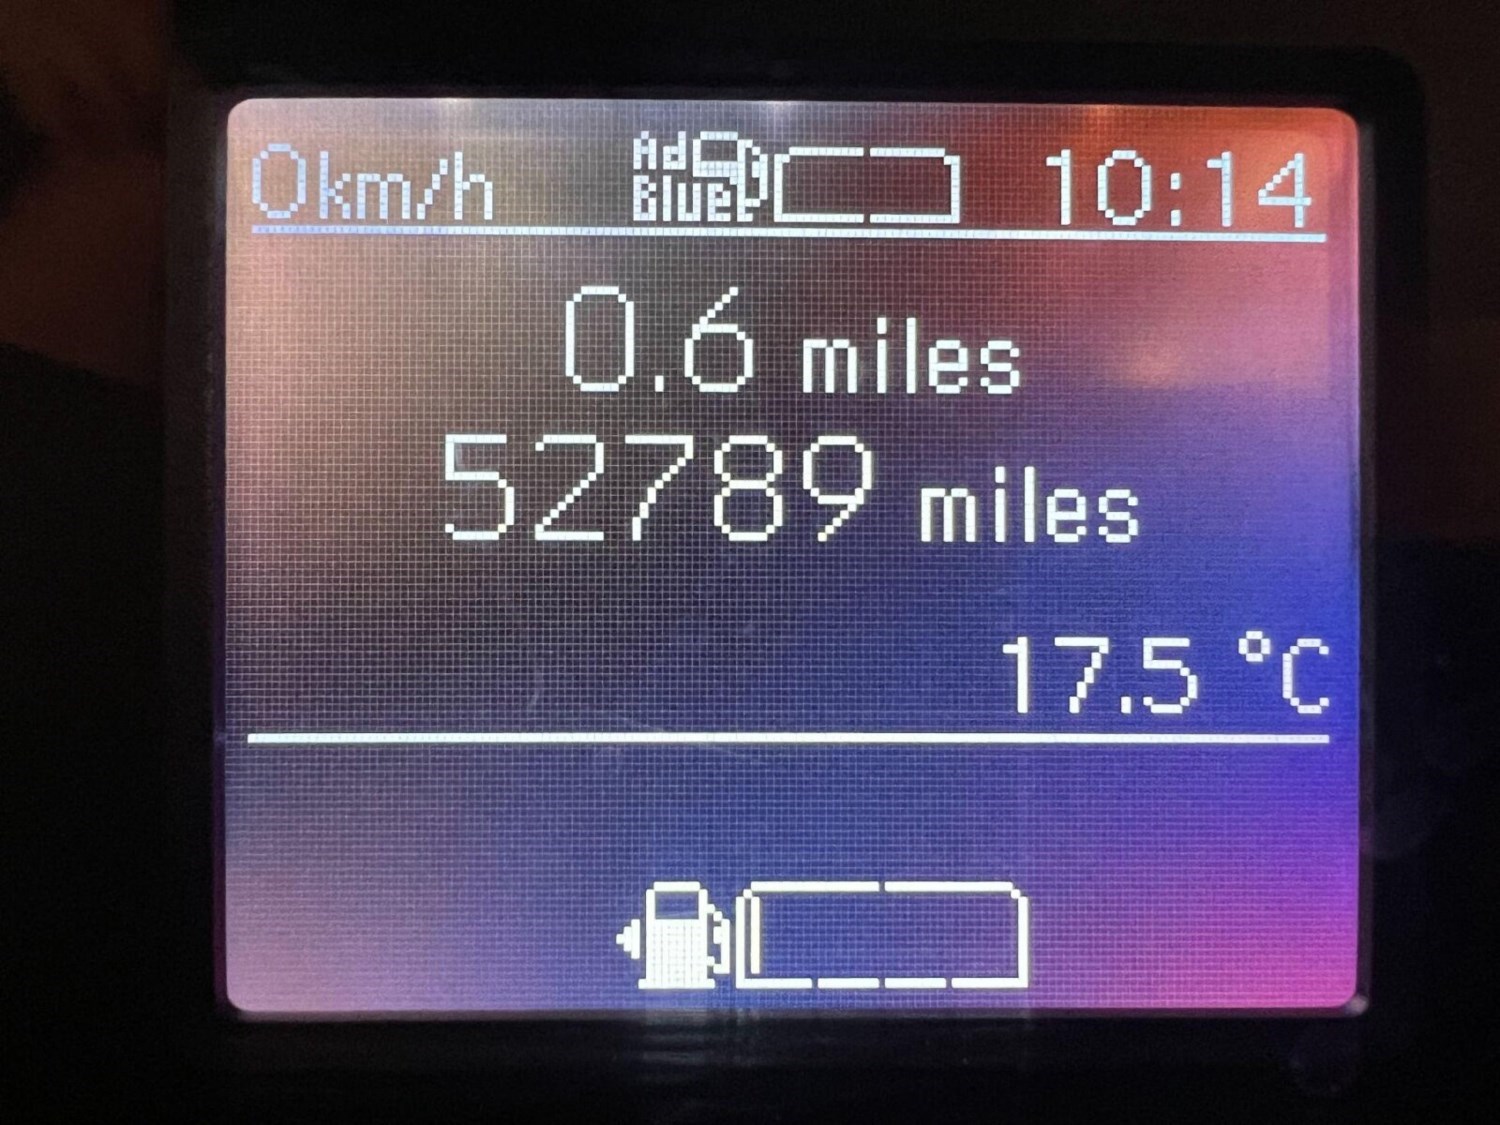 0km/h Ad Blue 10:14
0.6 miles
52789 miles
17.5 °C